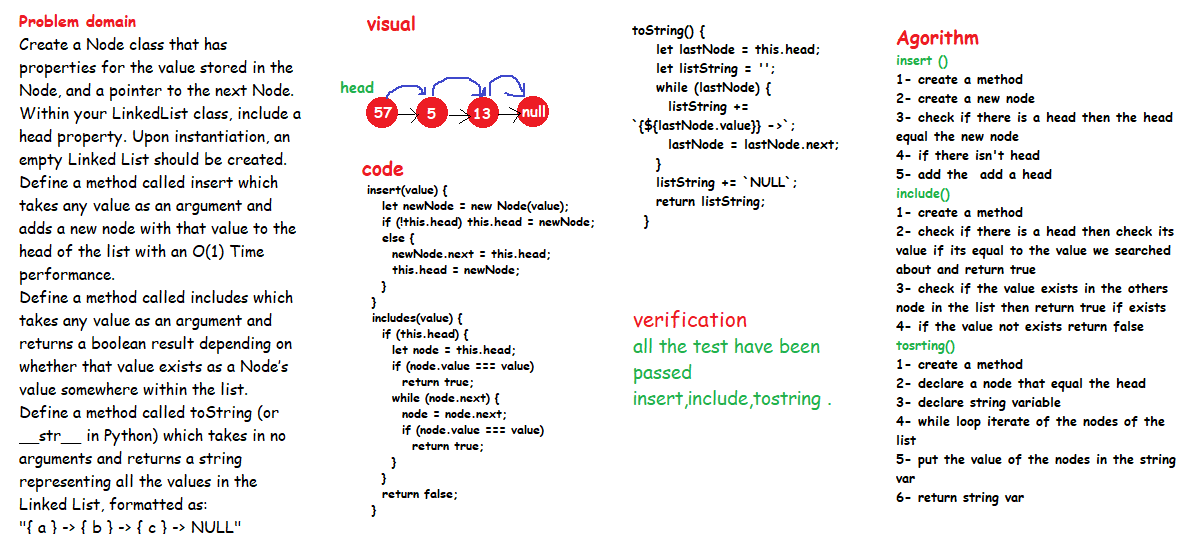 Problem domain
Create a Node class that has
properties for the value stored in the
Node, and a pointer to the next Node.
Within your LinkedList class, include a
head property. Upon instantiation, an
empty Linked List should be created.
Define a method called insert which
takes any value as an argument and
adds a new node with that value to the
head of the list with an O(1) Time
performance.
Define a method called includes which
takes any value as an argument and
returns a boolean result depending on
whether that value exists as a Node's
value somewhere within the list.
Define a method called toString (or
__str__ in Python) which takes in no
arguments and returns a string
representing all the values in the
Linked List, formatted as:
"{ a } -> { b } -> { c } -> NULL"
visual
head
57 5 13 null
code
insert(value) {
let newNode = new Node(value);
if (!this.head) this.head = newNode;
else {
newNode.next = this.head;
this.head = newNode;
}
}
includes(value) {
if (this.head) {
let node = this.head;
if (node.value === value)
return true;
while (node.next) {
node = node.next;
if (node.value === value)
return true;
}
}
return false;
}
toString() {
let lastNode = this.head;
let listString = '';
while (lastNode) {
listString +=
`{${lastNode.value}} ->`;
lastNode = lastNode.next;
}
listString += `NULL`;
return listString;
}
verification
all the test have been
passed
insert,include,tostring .
Agorithm
insert ()
1- create a method
2- create a new node
3- check if there is a head then the head
equal the new node
4- if there isn't head
5- add the add a head
include()
1- create a method
2- check if there is a head then check its
value if its equal to the value we searched
about and return true
3- check if the value exists in the others
node in the list then return true if exists
4- if the value not exists return false
tosrting()
1- create a method
2- declare a node that equal the head
3- declare string variable
4- while loop iterate of the nodes of the
list
5- put the value of the nodes in the string
var
6- return string var